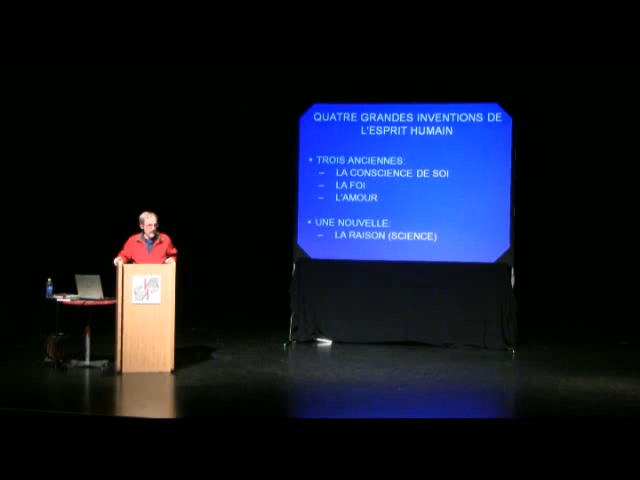 QUATRE GRANDES INVENTIONS DE
L'ESPRIT HUMAIN
• TROIS ANCIENNES:
– LA CONSCIENCE DE SOI
– LA FOI
– L'AMOUR
• UNE NOUVELLE:
– LA RAISON (SCIENCE)